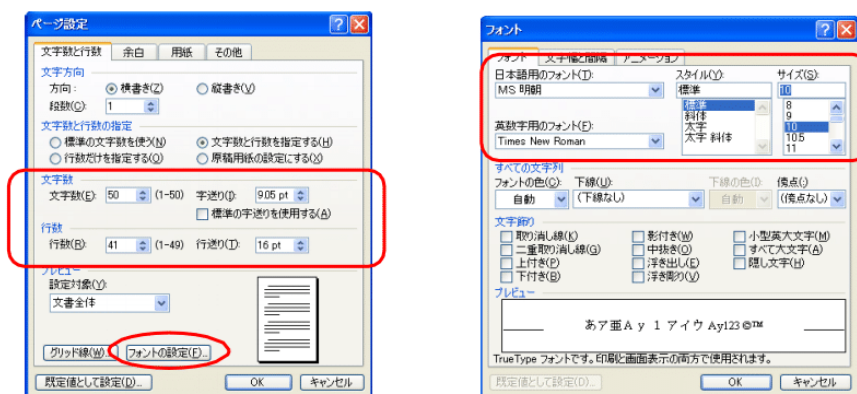 ページ設定
文字数と行数 余白 用紙 その他
文字方向
方向: 横書き(Z) 縦書き(V)
段数(C): 1
文字数と行数の指定
標準の文字数を使う(N) 文字数と行数を指定する(H)
行数だけを指定する(O) 原稿用紙の設定にする(X)
文字数
文字数(E): 50 (1-50) 字送り(I): 9.05 pt
標準の字送りを使用する(A)
行数
行数(R): 41 (1-49) 行送り(T): 16 pt
プレビュー
設定対象(Y):
文書全体
グリッド線(W)... フォントの設定(F)...
既定値として設定(D)... OK キャンセル
フォント
フォント 文字幅と間隔 アニメーション
日本語用のフォント(T): スタイル(Y): サイズ(S):
MS 明朝 標準 10
標準 8
斜体 9
太字 10
太字 斜体 10.5
11
英数字用のフォント(F):
Times New Roman
すべての文字列
フォントの色(C): 下線(U): 下線の色(I): 傍点(:)
自動 (下線なし) 自動 (傍点なし)
文字飾り
取り消し線(K) 影付き(W) 小型英大文字(M)
二重取り消し線(G) 中抜き(O) すべて大文字(A)
上付き(P) 浮き出し(E) 隠し文字(H)
下付き(B) 浮き彫り(V)
プレビュー
あア亜Ay 1 アイウ Ay123©™
TrueType フォントです。印刷と画面表示の両方で使用されます。
既定値として設定(D)... OK キャンセル